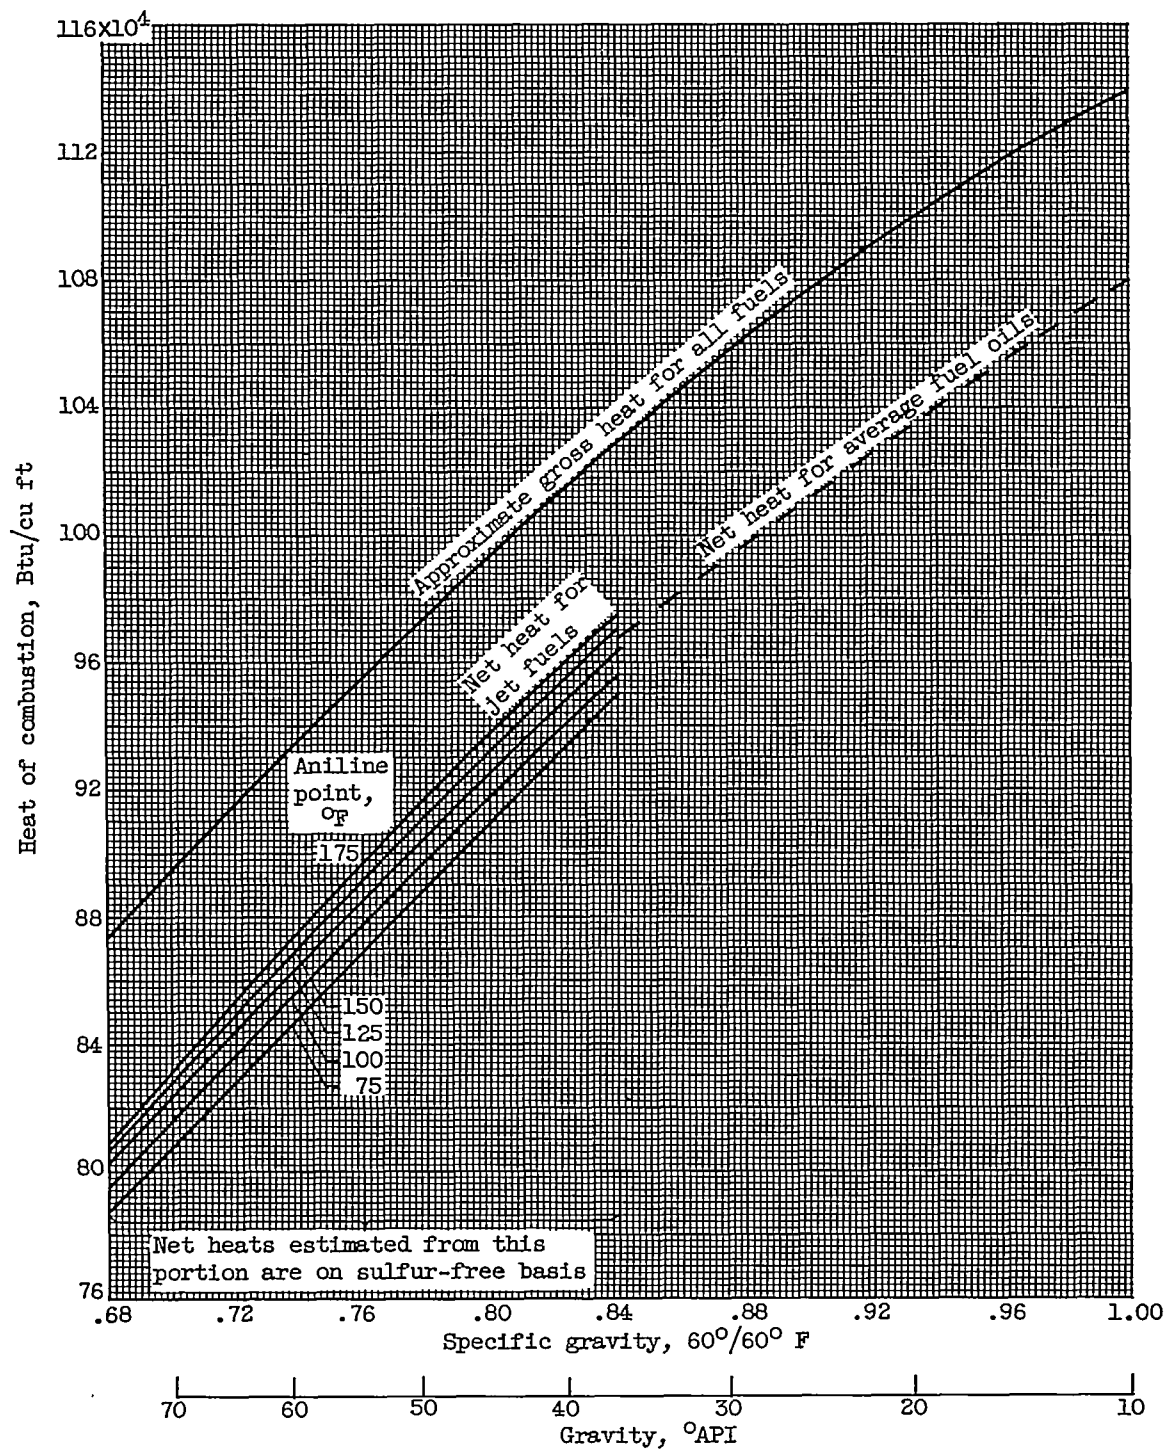 116X10⁴
112
108
104
100
96
92
88
84
80
76
Heat of combustion, Btu/cu ft
Approximate gross heat for all fuels
Net heat for average fuel oils
Net heat for
jet fuels
Aniline
point,
°F
175
150
125
100
75
Net heats estimated from this
portion are on sulfur-free basis
.68 .72 .76 .80 .84 .88 .92 .96 1.00
Specific gravity, 60°/60° F
70 60 50 40 30 20 10
Gravity, °API